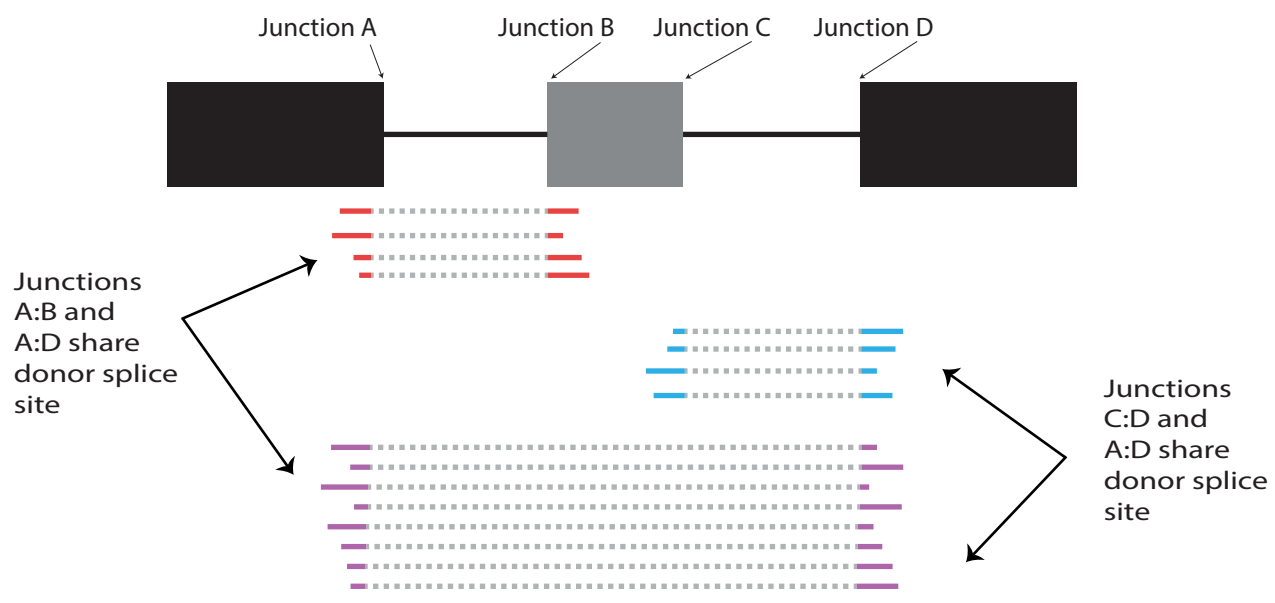 Junction A
Junction B
Junction C
Junction D
Junctions
A:B and
A:D share
donor splice
site
Junctions
C:D and
A:D share
donor splice
site